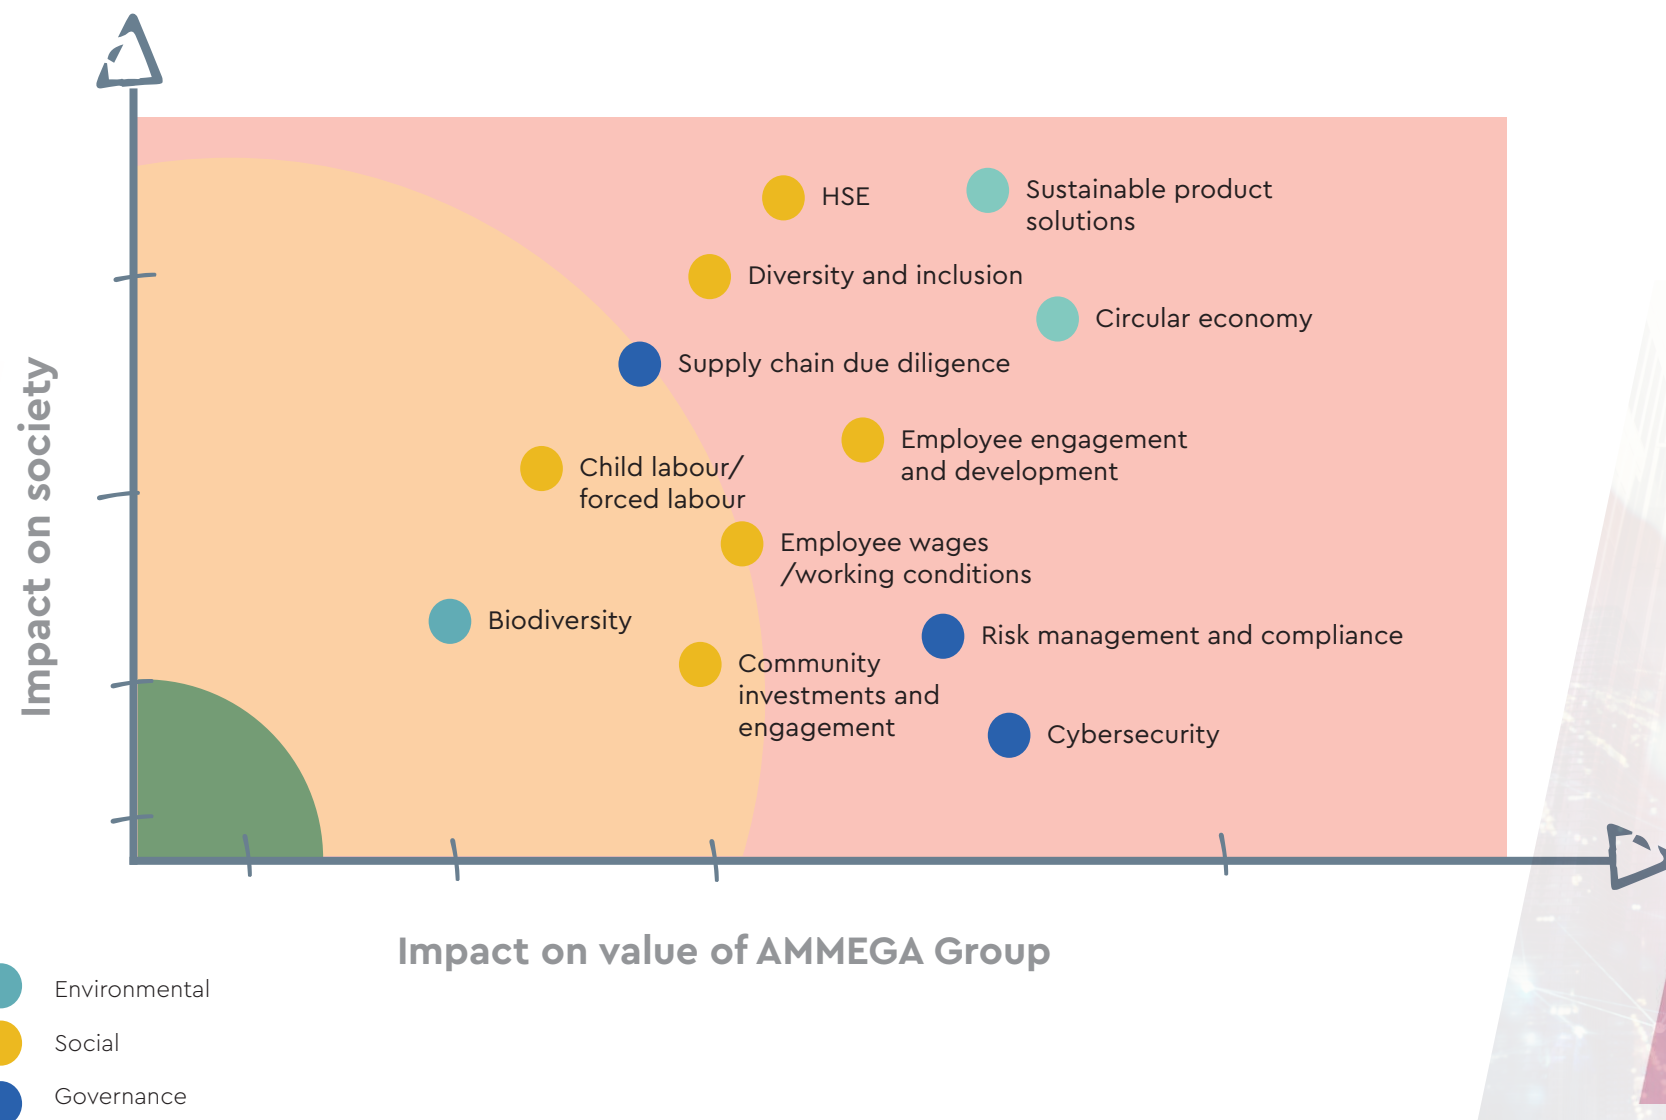 HSE
Sustainable product
solutions
Diversity and inclusion
Circular economy
Supply chain due diligence
Employee engagement
and development
Child labour/
forced labour
Employee wages
/working conditions
Biodiversity
Risk management and compliance
Community
investments and
engagement
Cybersecurity
Impact on society
Impact on value of AMMEGA Group
Environmental
Social
Governance